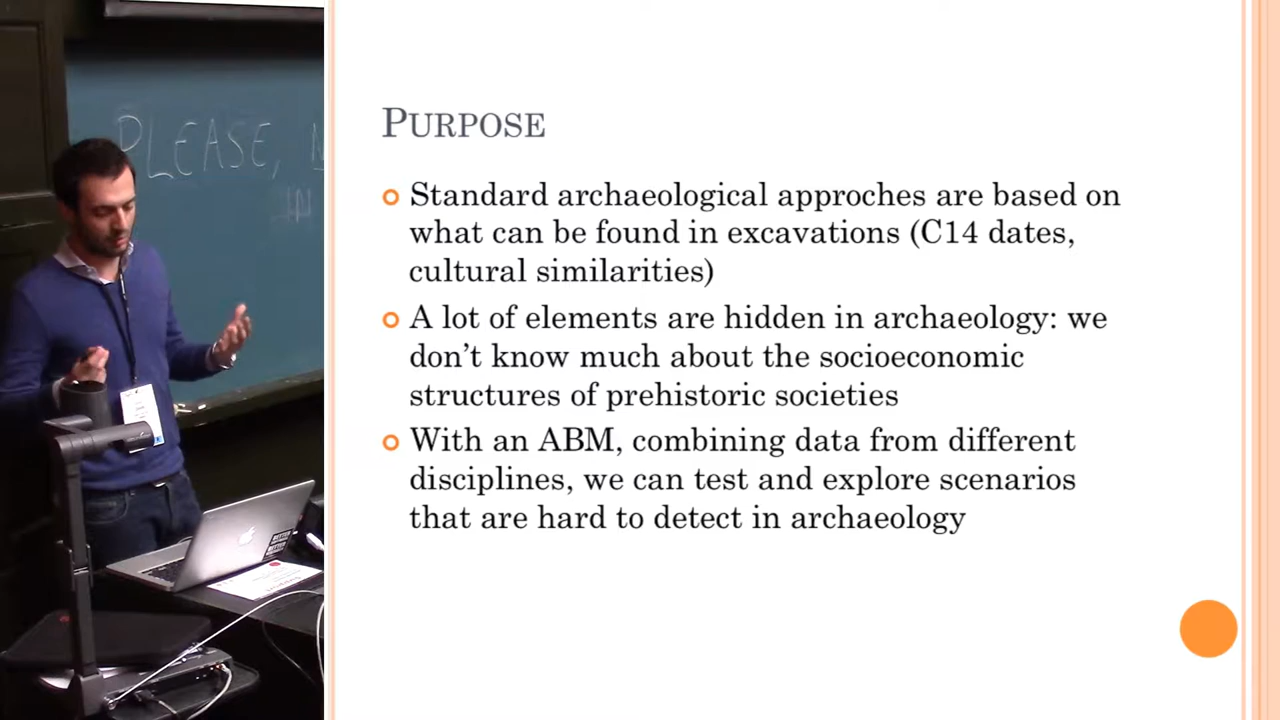 PLEASE,
PURPOSE
Standard archaeological approches are based on
what can be found in excavations (C14 dates,
cultural similarities)
A lot of elements are hidden in archaeology: we
don't know much about the socioeconomic
structures of prehistoric societies
With an ABM, combining data from different
disciplines, we can test and explore scenarios
that are hard to detect in archaeology